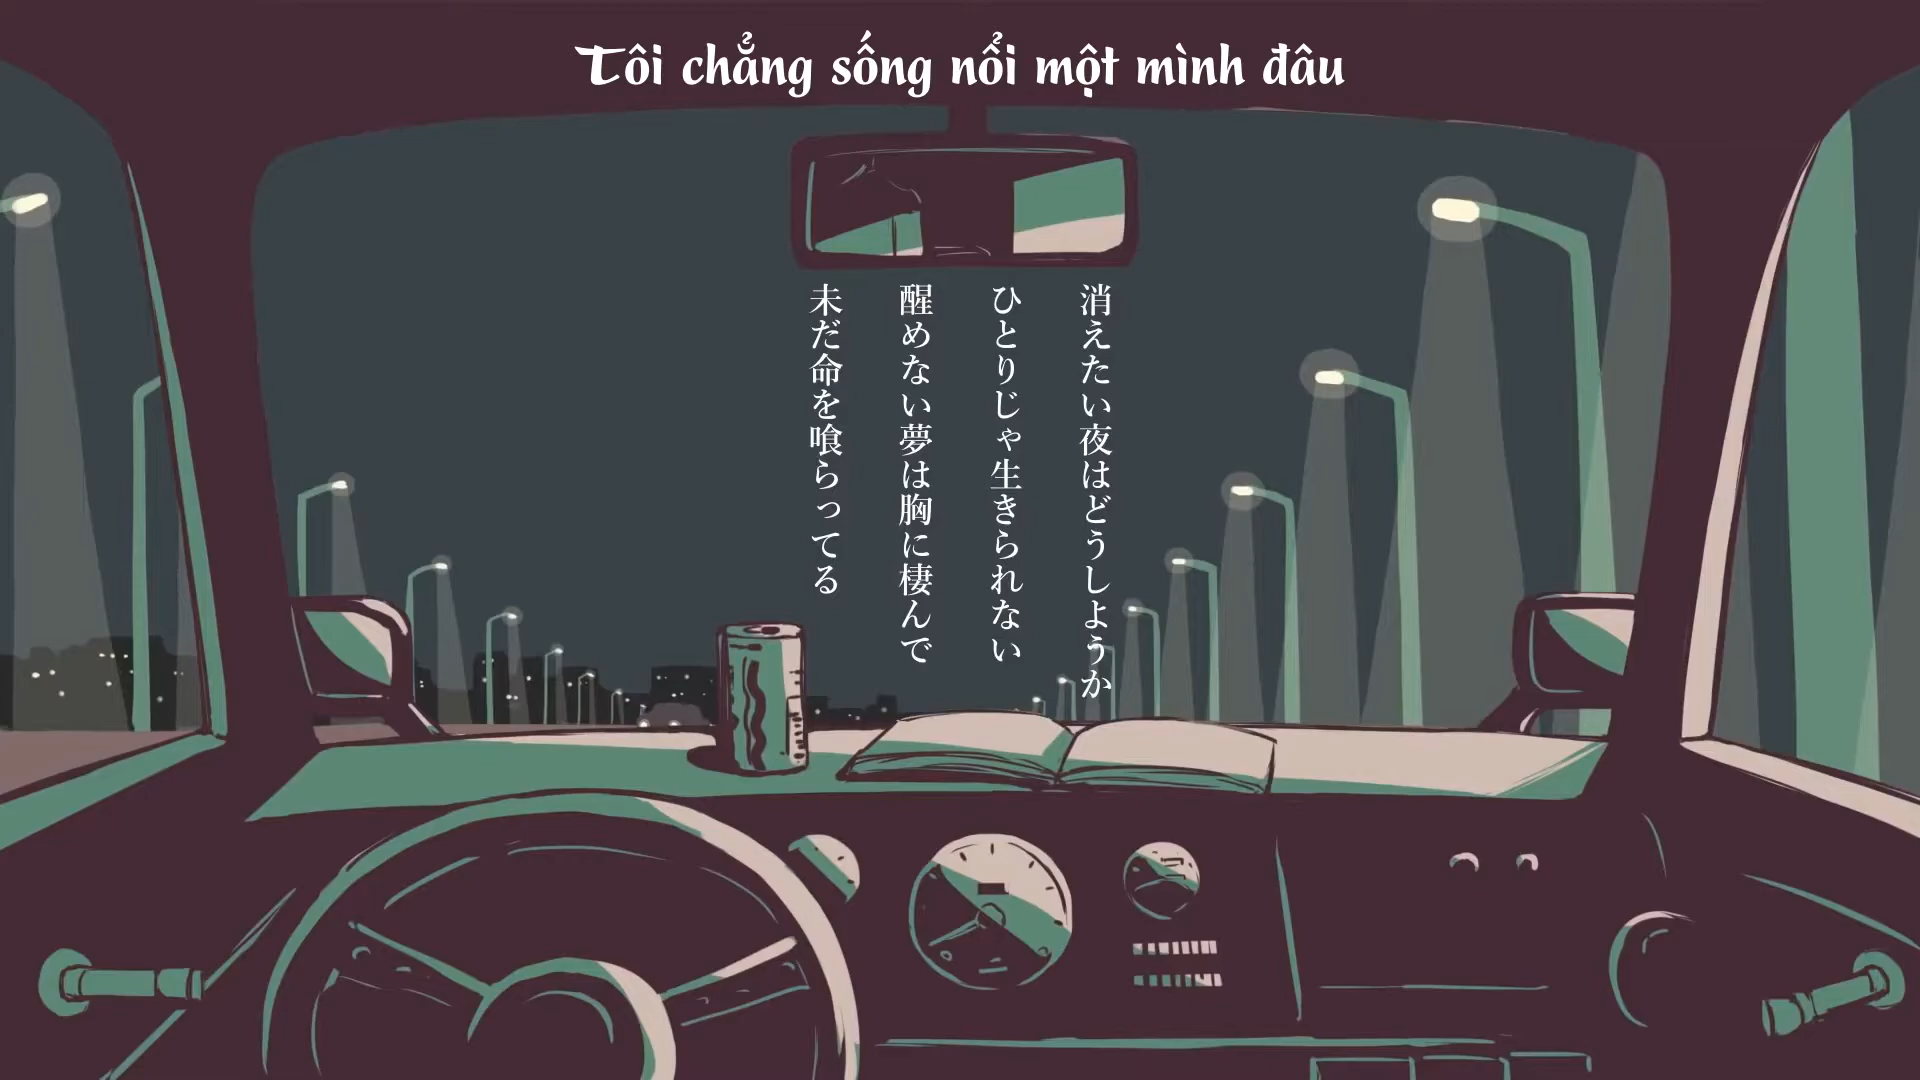 Tôi chẳng sống nổi một mình đâu
消えたい夜はどうしようか
ひとりじゃ生きられない
醒めない夢は胸に棲んで
未だ命を喰らってる